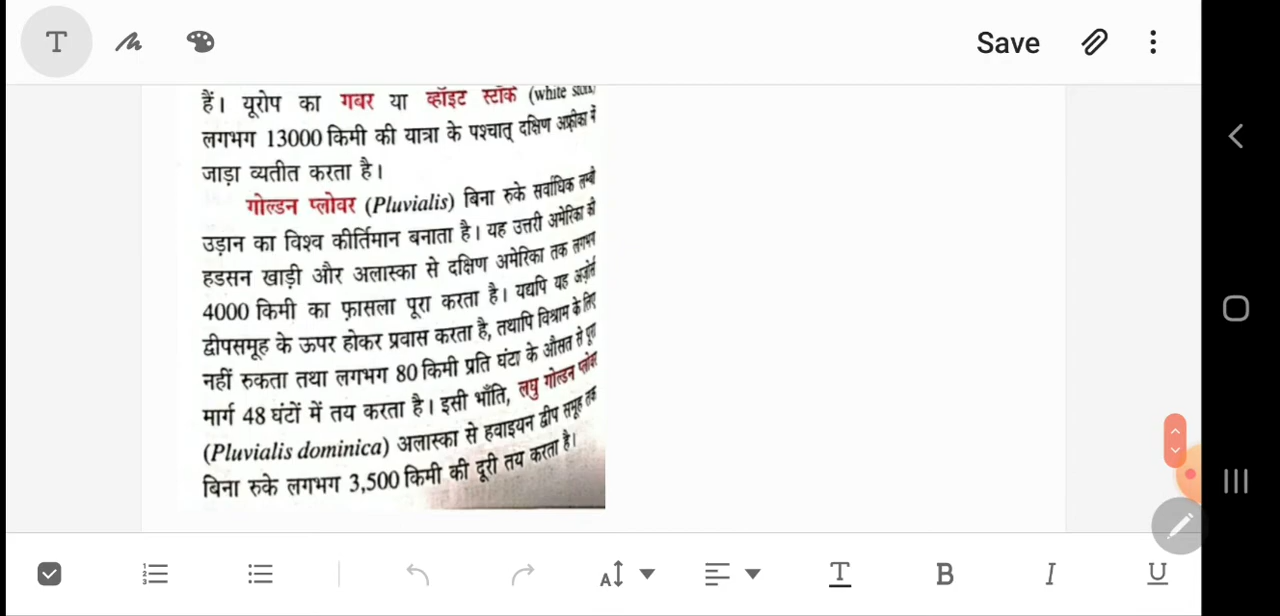 T
Save
हैं। यूरोप का गबर या व्हॉइट स्टॉर्क (white stork)
लगभग 13000 किमी की यात्रा के पश्चात् दक्षिण अफ़्रीका में
जाड़ा व्यतीत करता है।
गोल्डन प्लोवर (Pluvialis) बिना रुके सर्वाधिक लम्बी
उड़ान का विश्व कीर्तिमान बनाता है। यह उत्तरी अमेरिका की
हडसन खाड़ी और अलास्का से दक्षिण अमेरिका तक लगभग
4000 किमी का फ़ासला पूरा करता है। यद्यपि यह
द्वीपसमूह के ऊपर होकर प्रवास करता है, तथापि विश्राम के लिए
नहीं रुकता तथा लगभग 80 किमी प्रति घंटा के औसत से पूरा
मार्ग 48 घंटों में तय करता है। इसी भाँति, लघु गोल्डन प्लोवर
(Pluvialis dominica) अलास्का से हवाइयन द्वीप समूह तक
बिना रुके लगभग 3,500 किमी की दूरी तय करता है।
A T B I U